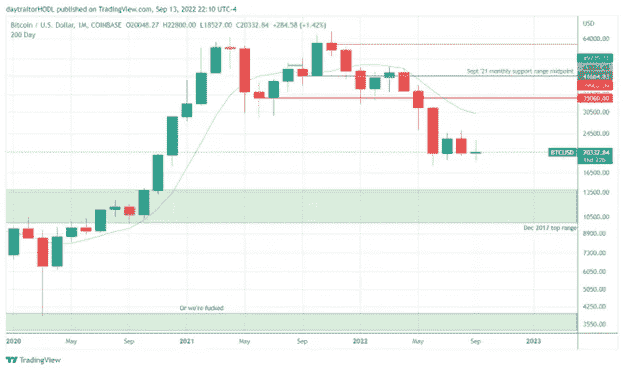 daytraitorHODL published on TradingView.com, Sep 13, 2022 22:10 UTC-4
Bitcoin / U.S. Dollar, 1M, COINBASE O20048.27 H22800.00 L18527.00 C20332.84 +284.58 (+1.42%)
200 Day
USD
64000.00
Sept '21 monthly support range midpoint
30500.00
24500.00
BTCUSD 20332.84
16500.00
13500.00
10500.00
Dec 2017 top range
8900.00
7300.00
6050.00
4250.00
Or we're fucked
3550.00
2020
May
Sep
2021
May
Sep
2022
May
Sep
2023
TradingView